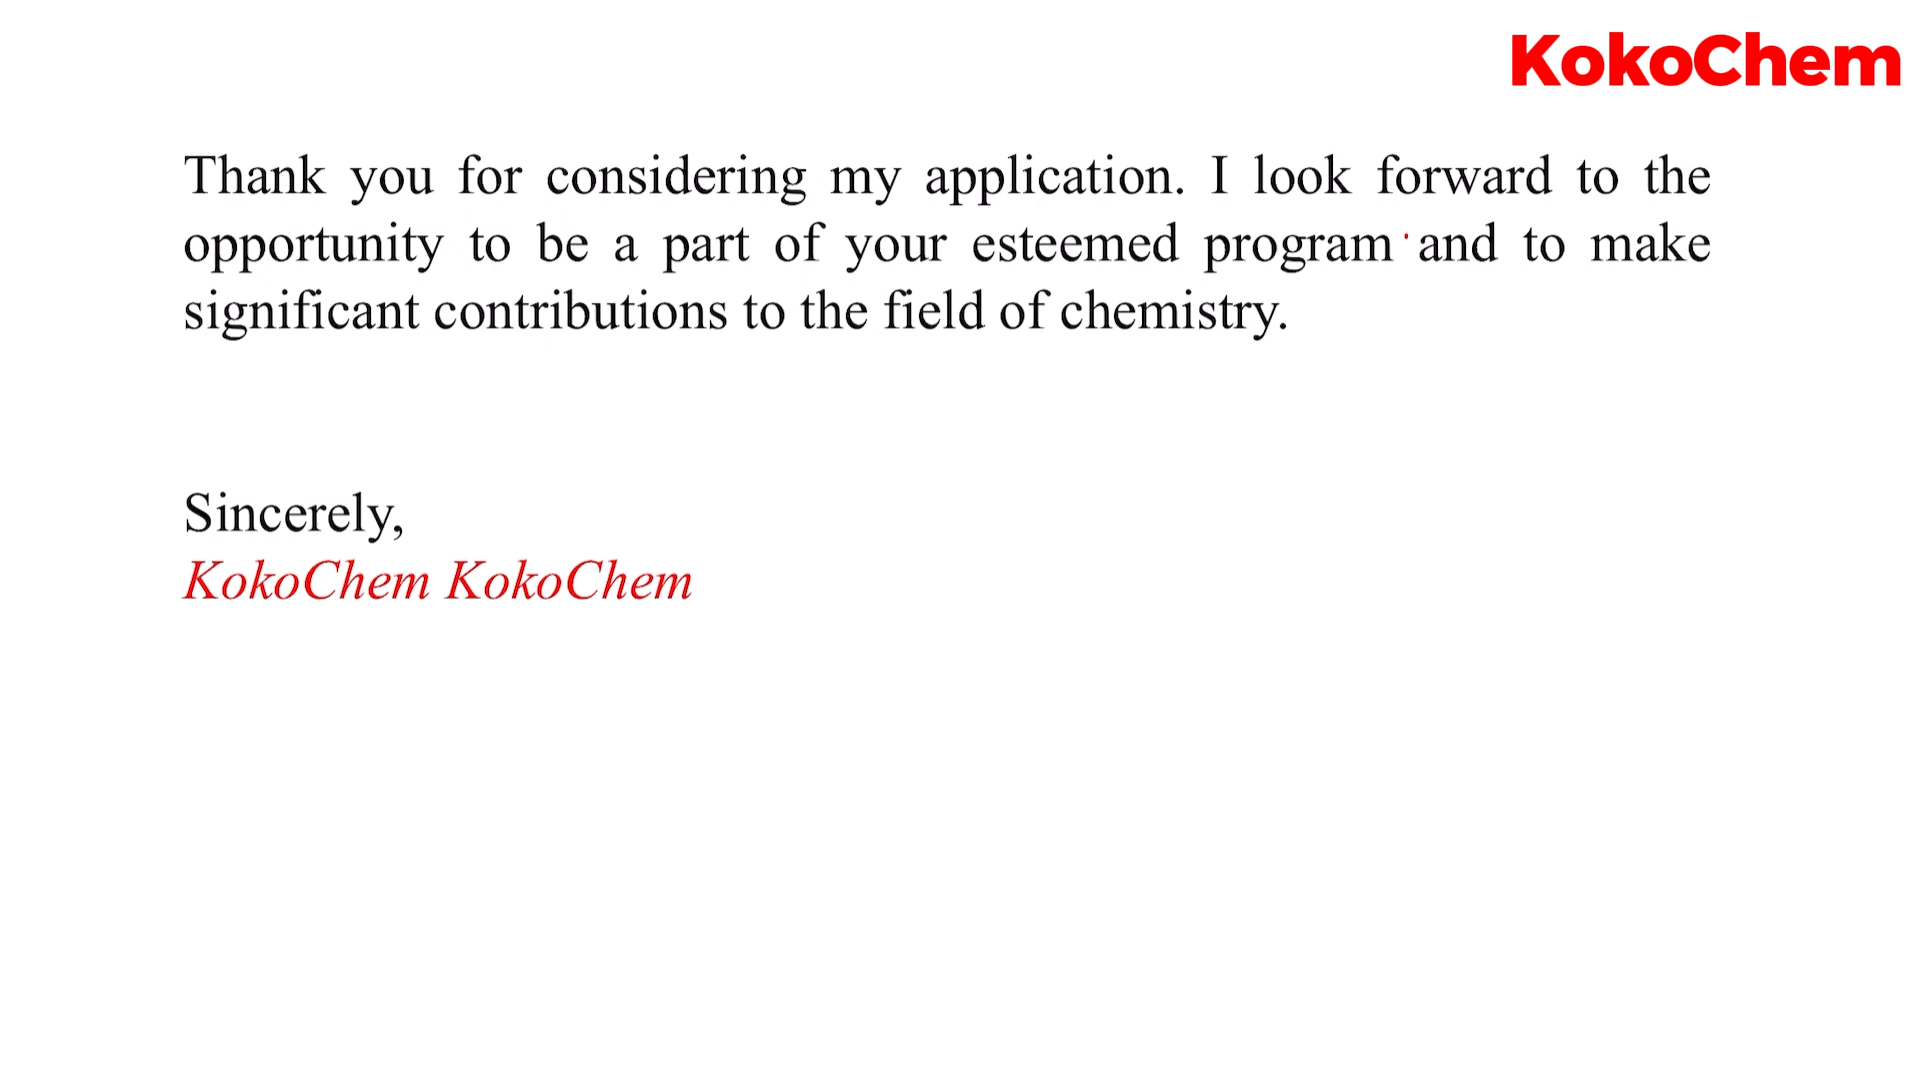 KokoChem
Thank you for considering my application. I look forward to the
opportunity to be a part of your esteemed program and to make
significant contributions to the field of chemistry.
Sincerely,
KokoChem KokoChem